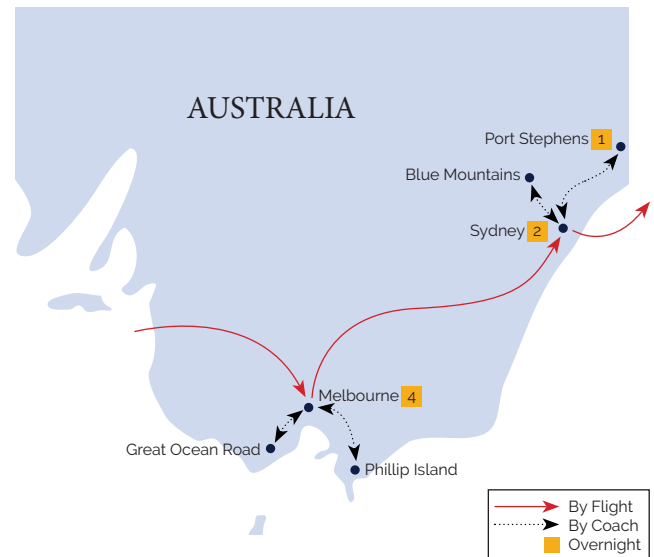 AUSTRALIA
Port Stephens 1
Blue Mountains
Sydney 2
Melbourne 4
Great Ocean Road
Phillip Island
By Flight
By Coach
Overnight